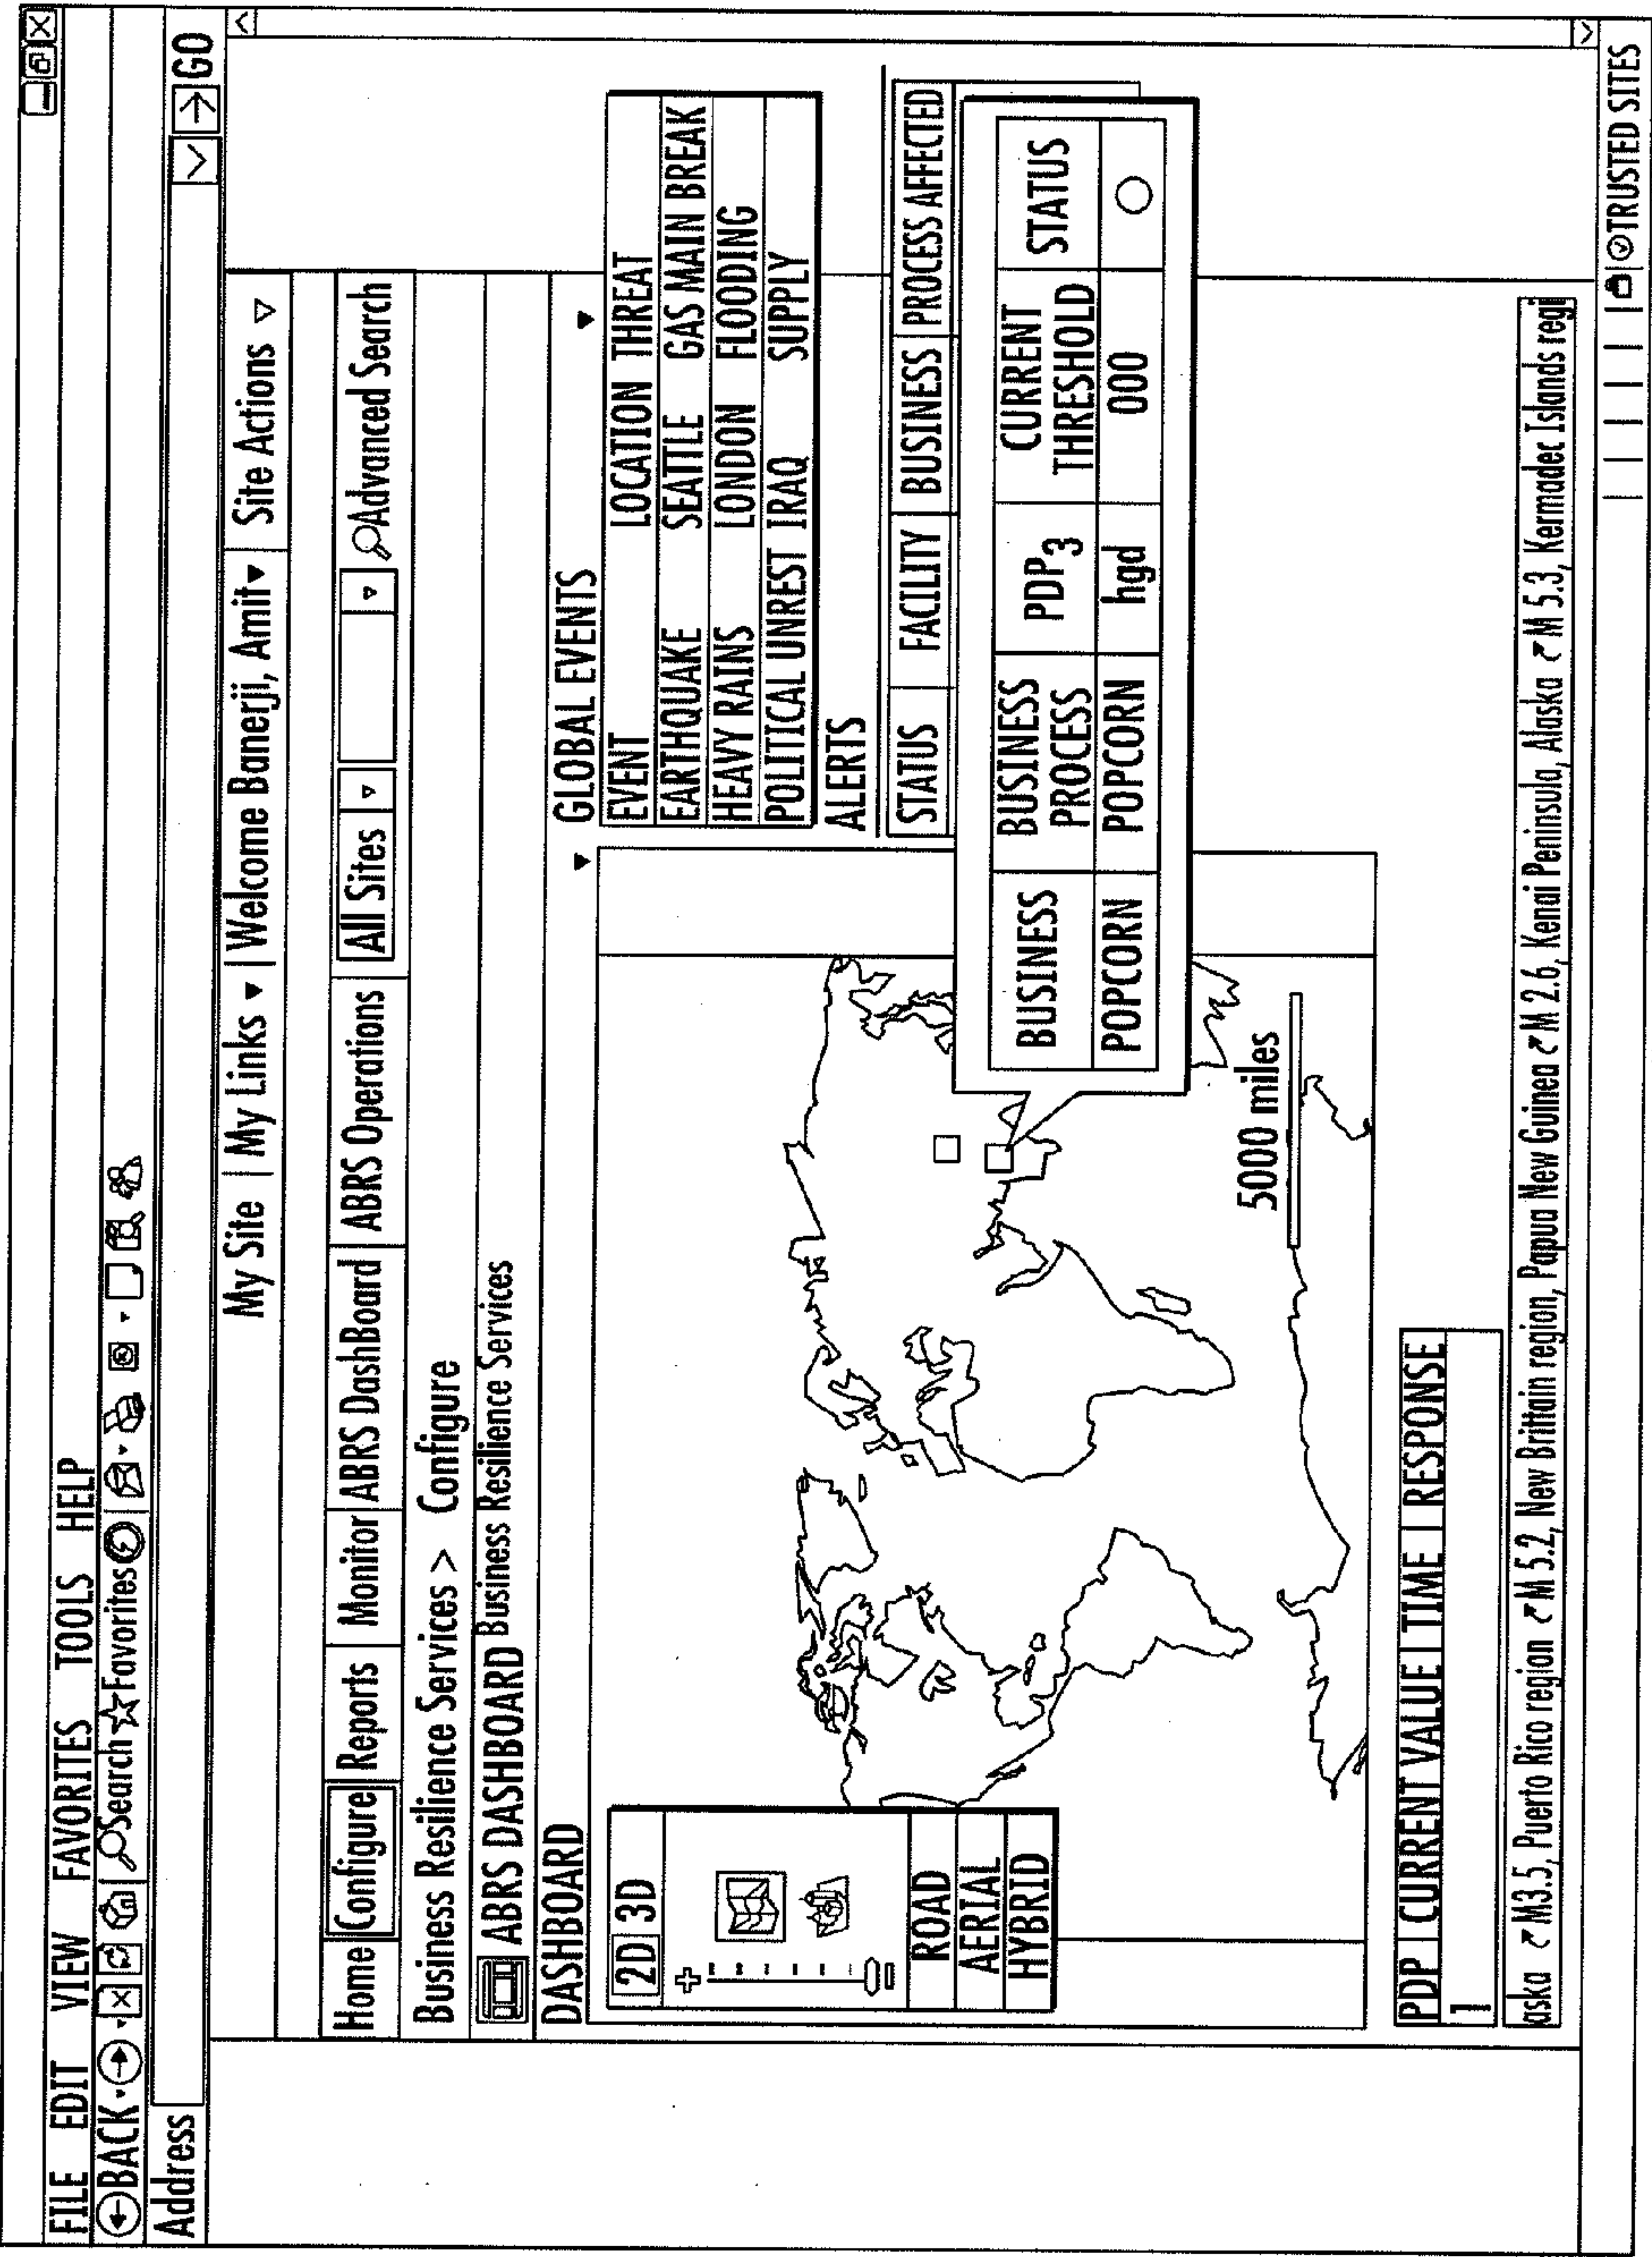 FILE EDIT VIEW FAVORITES TOOLS HELP
BACK Search Favorites
Address GO
My Site | My Links | Welcome Banerji, Amit | Site Actions
Home Configure Reports Monitor ABRS DashBoard ABRS Operations All Sites Advanced Search
Business Resilience Services > Configure
ABRS DASHBOARD Business Resilience Services
DASHBOARD
2D 3D
ROAD
AERIAL
HYBRID
5000 miles
GLOBAL EVENTS
EVENT LOCATION THREAT
EARTHQUAKE SEATTLE GAS MAIN BREAK
HEAVY RAINS LONDON FLOODING
POLITICAL UNREST IRAQ SUPPLY
ALERTS
STATUS FACILITY BUSINESS PROCESS AFFECTED
BUSINESS BUSINESS PROCESS PDP3 CURRENT THRESHOLD STATUS
POPCORN POPCORN hgd 000
PDP | CURRENT VALUE | TIME | RESPONSE
1
aska M3.5, Puerto Rico region M 5.2, New Brittain region, Papua New Guinea M 2.6, Kenai Peninsula, Alaska M 5.3, Kermadec Islands regi
TRUSTED SITES